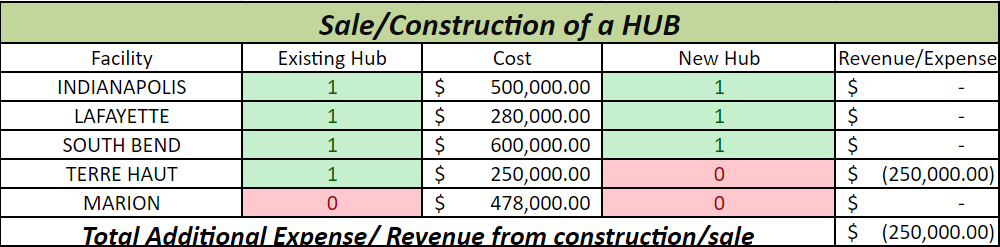 Sale/Construction of a HUB
Facility Existing Hub Cost New Hub Revenue/Expense
INDIANAPOLIS 1 $ 500,000.00 1 $ -
LAFAYETTE 1 $ 280,000.00 1 $ -
SOUTH BEND 1 $ 600,000.00 1 $ -
TERRE HAUT 1 $ 250,000.00 0 $ (250,000.00)
MARION 0 $ 478,000.00 0 $ -
Total Additional Expense/ Revenue from construction/sale $ (250,000.00)